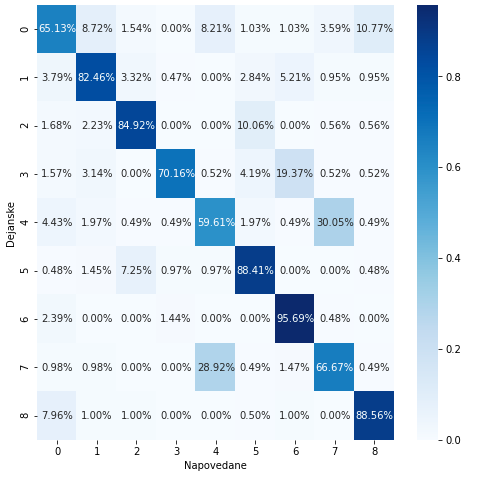 0 65.13% 8.72% 1.54% 0.00% 8.21% 1.03% 1.03% 3.59% 10.77%
1 3.79% 82.46% 3.32% 0.47% 0.00% 2.84% 5.21% 0.95% 0.95%
2 1.68% 2.23% 84.92% 0.00% 0.00% 10.06% 0.00% 0.56% 0.56%
3 1.57% 3.14% 0.00% 70.16% 0.52% 4.19% 19.37% 0.52% 0.52%
4 4.43% 1.97% 0.49% 0.49% 59.61% 1.97% 0.49% 30.05% 0.49%
5 0.48% 1.45% 7.25% 0.97% 0.97% 88.41% 0.00% 0.00% 0.48%
6 2.39% 0.00% 0.00% 1.44% 0.00% 0.00% 95.69% 0.48% 0.00%
7 0.98% 0.98% 0.00% 0.00% 28.92% 0.49% 1.47% 66.67% 0.49%
8 7.96% 1.00% 1.00% 0.00% 0.00% 0.50% 1.00% 0.00% 88.56%
0 1 2 3 4 5 6 7 8
Napovedane
Dejanske
0.8
0.6
0.4
0.2
0.0